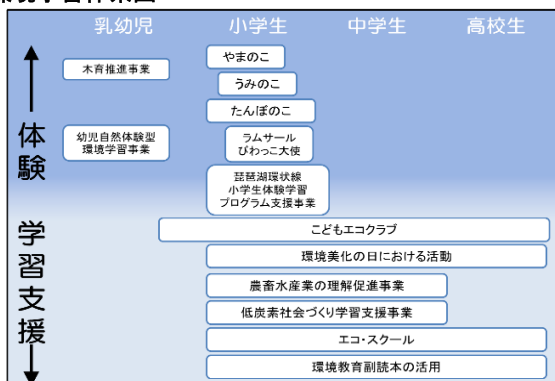 乳幼児
小学生
中学生
高校生
体験
学習支援
木育推進事業
やまのこ
うみのこ
たんぼのこ
幼児自然体験型
環境学習事業
ラムサール
びわっこ大使
琵琶湖環状線
小学生体験学習
プログラム支援事業
こどもエコクラブ
環境美化の日における活動
農畜水産業の理解促進事業
低炭素社会づくり学習支援事業
エコ・スクール
環境教育副読本の活用